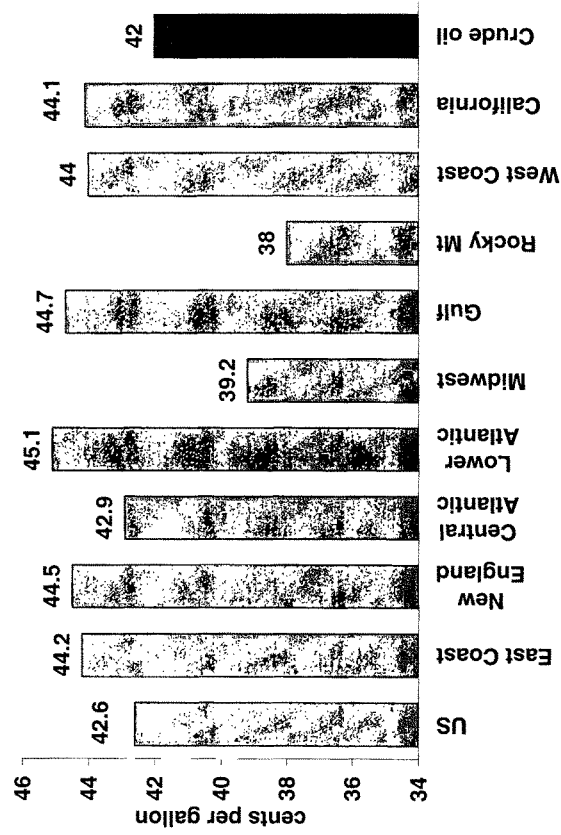 cents per gallon
46
44
42
40
38
36
34
42.6
44.2
44.5
42.9
45.1
39.2
44.7
38
44
44.1
42
US
East Coast
New
England
Central
Atlantic
Lower
Atlantic
Midwest
Gulf
Rocky Mt
West Coast
California
Crude oil